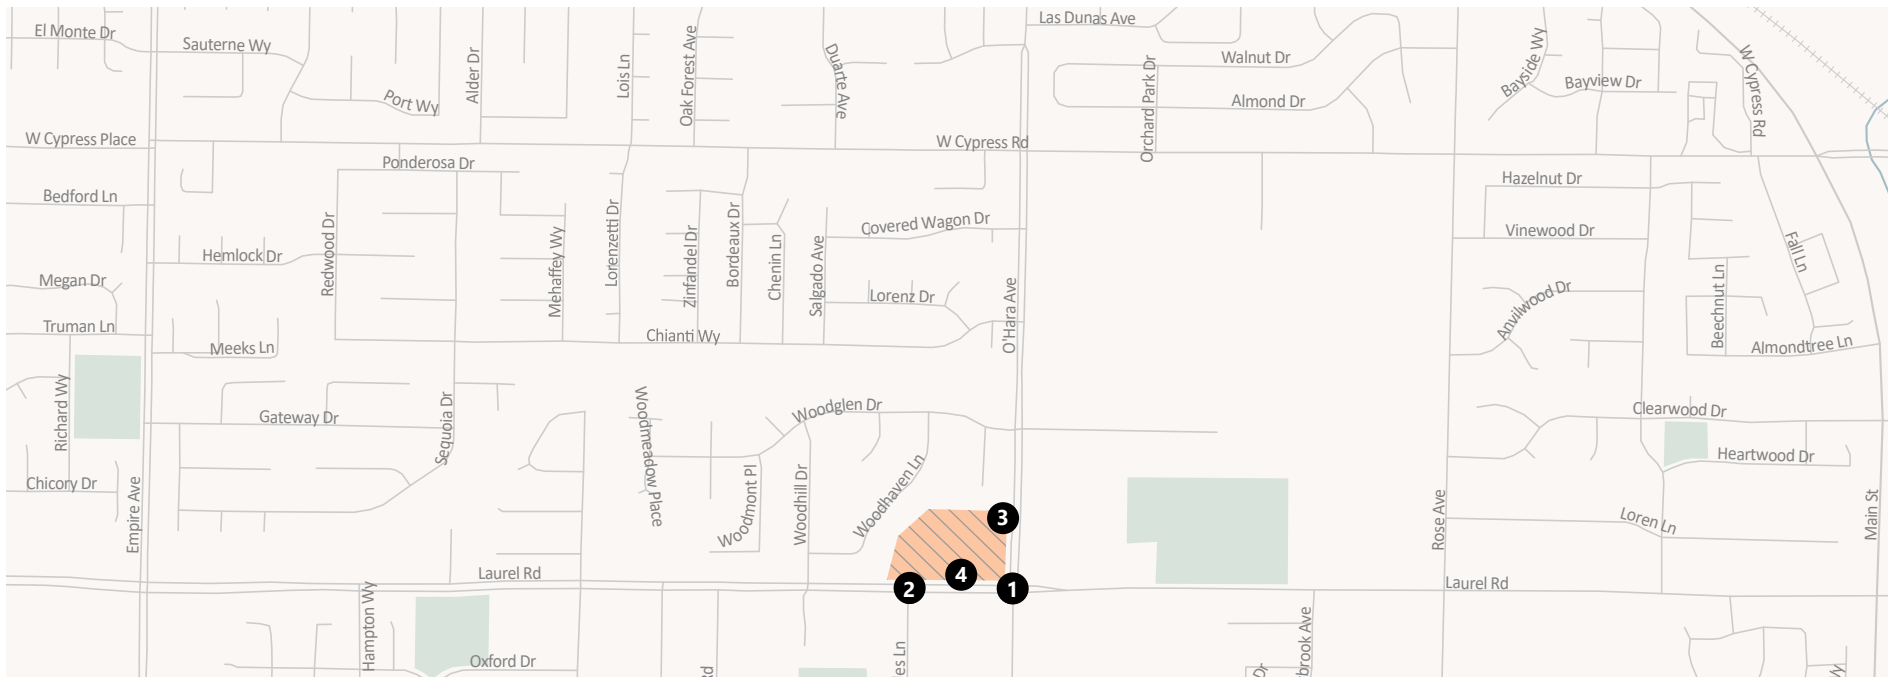 Las Dunas Ave
El Monte Dr
Sauterne Wy
Alder Dr
Lois Ln
Oak Forest Ave
Duarte Ave
Walnut Dr
Orchard Park Dr
Almond Dr
Bayside Wy
Bayview Dr
W Cypress Rd
Port Wy
W Cypress Place
W Cypress Rd
Ponderosa Dr
Hazelnut Dr
Bedford Ln
Redwood Dr
Mehaffey Wy
Lorenzetti Dr
Zinfandel Dr
Bordeaux Dr
Chenin Ln
Salgado Ave
Covered Wagon Dr
Vinewood Dr
Fall Ln
Hemlock Dr
Megan Dr
Lorenz Dr
O'Hara Ave
Anvilwood Dr
Beechnut Ln
Truman Ln
Chianti Wy
Meeks Ln
Almondtree Ln
Richard Wy
Gateway Dr
Sequoia Dr
Woodmeadow Place
Woodglen Dr
Clearwood Dr
Heartwood Dr
Chicory Dr
Empire Ave
Woodmont Pl
Woodhill Dr
Woodhaven Ln
Rose Ave
Loren Ln
Main St
3
Laurel Rd
4
2
1
Laurel Rd
Hampton Wy
Oxford Dr
Rd
es Ln
Dr
brook Ave